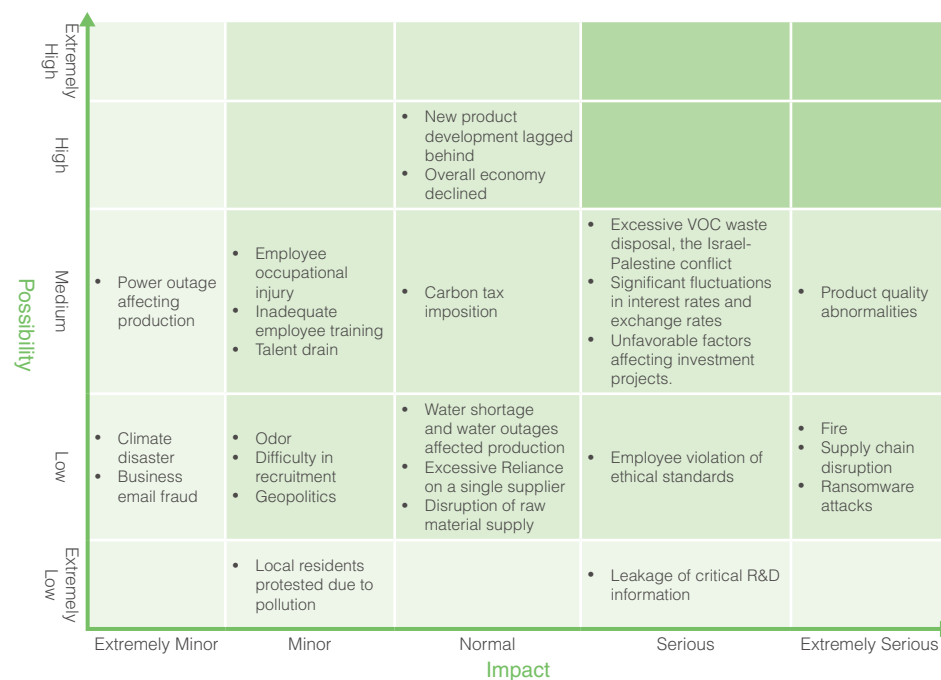 Possibility
Extremely
High
High
• New product
development lagged
behind
• Overall economy
declined
Medium
• Power outage
affecting
production
• Employee
occupational
injury
• Inadequate
employee training
• Talent drain
• Carbon tax
imposition
• Excessive VOC waste
disposal, the Israel-
Palestine conflict
• Significant fluctuations
in interest rates and
exchange rates
• Unfavorable factors
affecting investment
projects.
• Product quality
abnormalities
Low
• Climate
disaster
• Business
email fraud
• Odor
• Difficulty in
recruitment
• Geopolitics
• Water shortage
and water outages
affected production
• Excessive Reliance
on a single supplier
• Disruption of raw
material supply
• Employee violation of
ethical standards
• Fire
• Supply chain
disruption
• Ransomware
attacks
Extremely
Low
• Local residents
protested due to
pollution
• Leakage of critical R&D
information
Extremely Minor
Minor
Normal
Serious
Extremely Serious
Impact